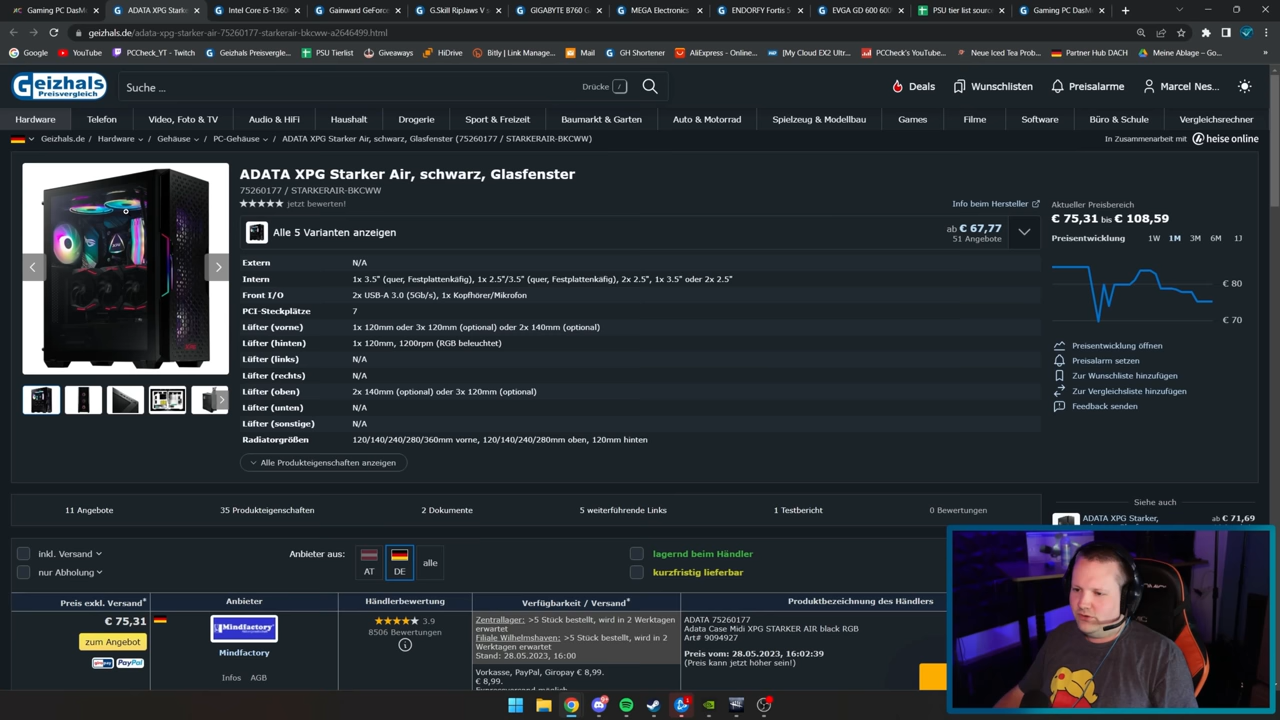 Gaming PC DasM
ADATA XPG Stark
Intel Core i5-1360
Gainward GeForce
G.Skill RipJaws V s
GIGABYTE B760 G
MEGA Electronics
ENDORFY Fortis 5
EVGA GD 600 600
PSU tier list source
Gaming PC DasM
geizhals.de/adata-xpg-starker-air-75260177-starkerair-bkcww-a2646499.html
Google
YouTube
PCCheck_YT - Twitch
Geizhals Preisvergle...
PSU Tierlist
Giveaways
HiDrive
Bitly | Link Manage...
Mail
GH Shortener
AliExpress - Online...
[My Cloud EX2 Ultr...
PCCheck's YouTube...
Neue Iced Tea Prob...
Partner Hub DACH
Meine Ablage – Go...
Geizhals
Preisvergleich
Suche ...
Drücke /
Deals
Wunschlisten
Preisalarme
Marcel Nes...
Hardware
Telefon
Video, Foto & TV
Audio & HiFi
Haushalt
Drogerie
Sport & Freizeit
Baumarkt & Garten
Auto & Motorrad
Spielzeug & Modellbau
Games
Filme
Software
Büro & Schule
Vergleichsrechner
Geizhals.de / Hardware / Gehäuse / PC-Gehäuse / ADATA XPG Starker Air, schwarz, Glasfenster (75260177 / STARKERAIR-BKCWW)
In Zusammenarbeit mit heise online
ADATA XPG Starker Air, schwarz, Glasfenster
75260177 / STARKERAIR-BKCWW
jetzt bewerten!
Info beim Hersteller
Alle 5 Varianten anzeigen
ab € 67,77
51 Angebote
Extern N/A
Intern 1x 3.5" (quer, Festplattenkäfig), 1x 2.5"/3.5" (quer, Festplattenkäfig), 2x 2.5", 1x 3.5" oder 2x 2.5"
Front I/O 2x USB-A 3.0 (5Gb/s), 1x Kopfhörer/Mikrofon
PCI-Steckplätze 7
Lüfter (vorne) 1x 120mm oder 3x 120mm (optional) oder 2x 140mm (optional)
Lüfter (hinten) 1x 120mm, 1200rpm (RGB beleuchtet)
Lüfter (links) N/A
Lüfter (rechts) N/A
Lüfter (oben) 2x 140mm (optional) oder 3x 120mm (optional)
Lüfter (unten) N/A
Lüfter (sonstige) N/A
Radiatorgrößen 120/140/240/280/360mm vorne, 120/140/240/280mm oben, 120mm hinten
Alle Produkteigenschaften anzeigen
Aktueller Preisbereich
€ 75,31 bis € 108,59
Preisentwicklung 1W 1M 3M 6M 1J
€ 80
€ 70
Preisentwicklung öffnen
Preisalarm setzen
Zur Wunschliste hinzufügen
Zur Vergleichsliste hinzufügen
Feedback senden
11 Angebote
35 Produkteigenschaften
2 Dokumente
5 weiterführende Links
1 Testbericht
0 Bewertungen
Siehe auch
ADATA XPG Starker,
ab € 71,69
inkl. Versand
nur Abholung
Anbieter aus:
AT
DE
alle
lagernd beim Händler
kurzfristig lieferbar
Preis exkl. Versand*
Anbieter
Händlerbewertung
Verfügbarkeit / Versand*
Produktbezeichnung des Händlers
€ 75,31
zum Angebot
PayPal
Mindfactory
Mindfactory
Infos AGB
3.9
8506 Bewertungen
Zentrallager: >5 Stück bestellt, wird in 2 Werktagen
erwartet
Filiale Wilhelmshaven: >5 Stück bestellt, wird in 2
Werktagen erwartet
Stand: 28.05.2023, 16:00
Vorkasse, PayPal, Giropay € 8,99.
€ 8,99.
ADATA 75260177
Adata Case Midi XPG STARKER AIR black RGB
Art# 9094927
Preis vom: 28.05.2023 16:02:39
(Preis kann jetzt höher sein!)